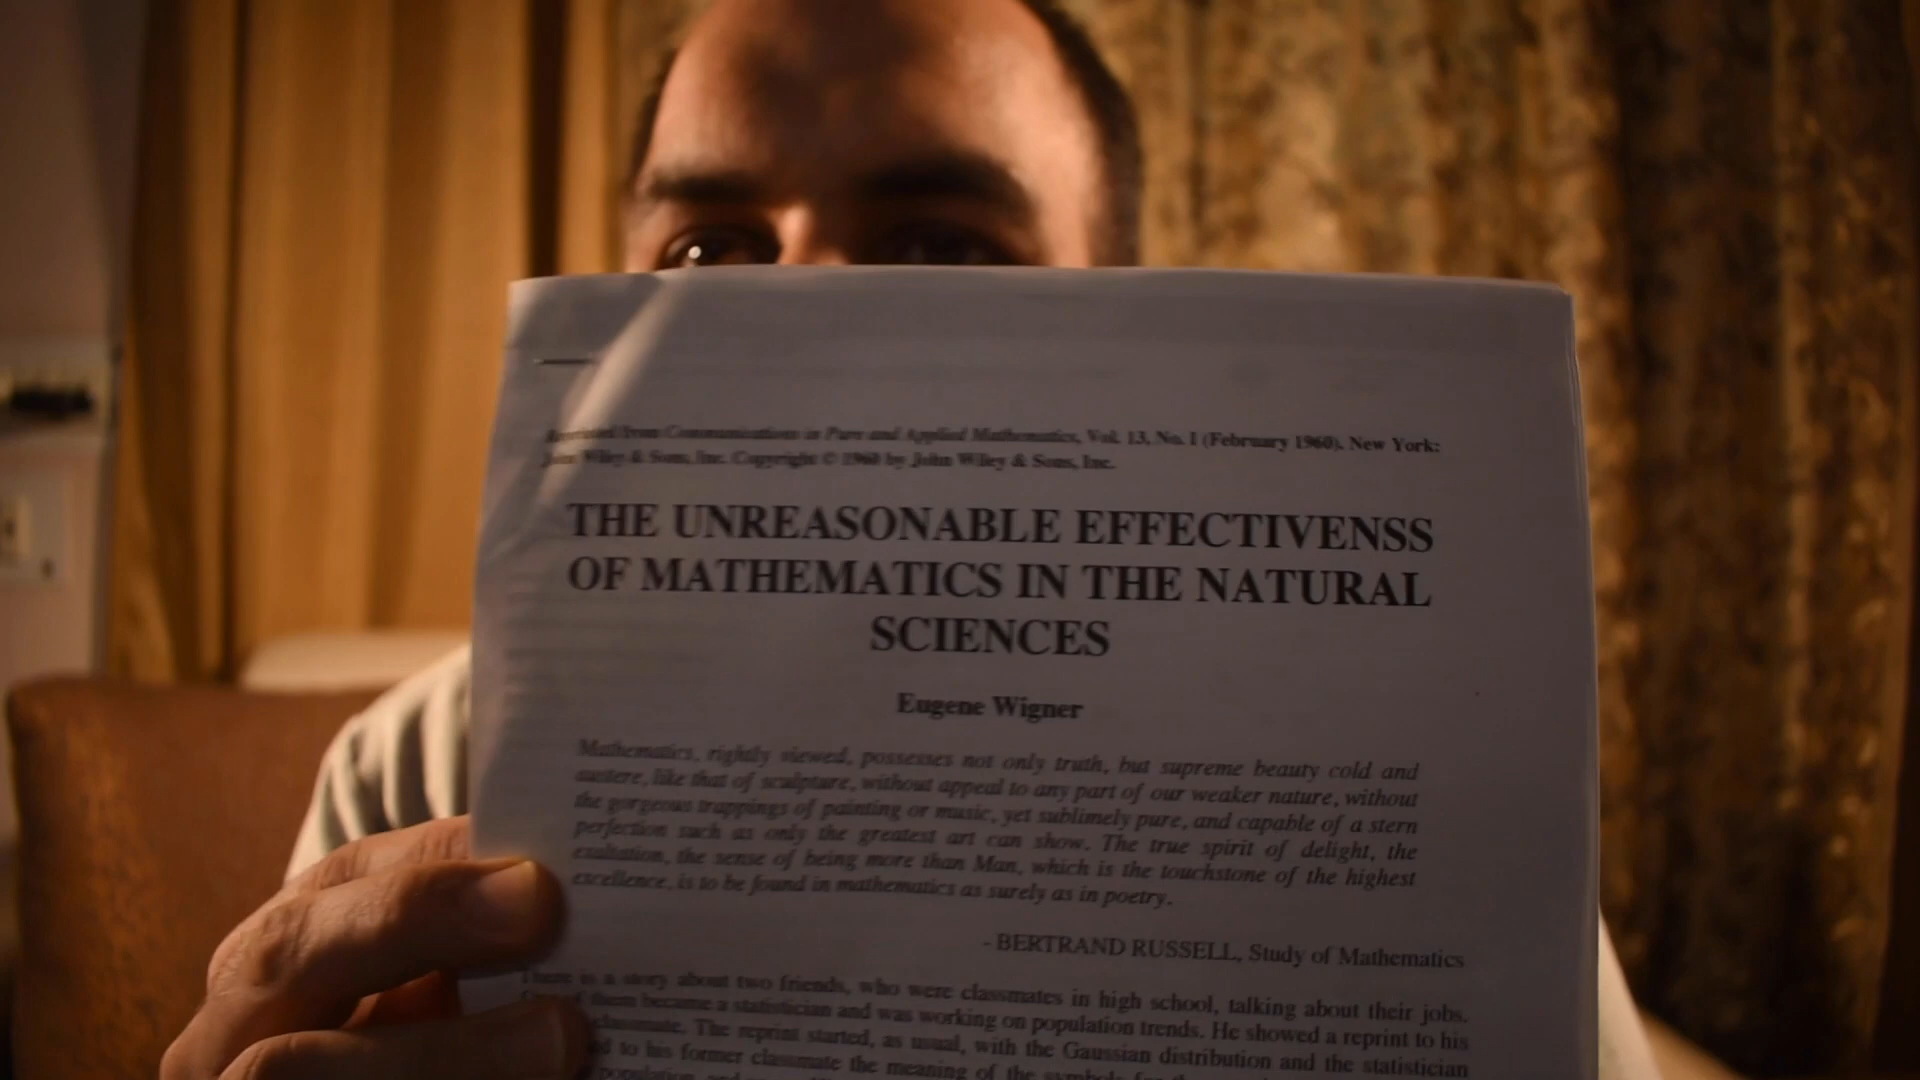 Reprinted from Communications in Pure and Applied Mathematics, Vol. 13, No. I (February 1960). New York:
John Wiley & Sons, Inc. Copyright © 1960 by John Wiley & Sons, Inc.
THE UNREASONABLE EFFECTIVENSS
OF MATHEMATICS IN THE NATURAL
SCIENCES
Eugene Wigner
Mathematics, rightly viewed, possesses not only truth, but supreme beauty cold and
austere, like that of sculpture, without appeal to any part of our weaker nature, without
the gorgeous trappings of painting or music, yet sublimely pure, and capable of a stern
perfection such as only the greatest art can show. The true spirit of delight, the
exaltation, the sense of being more than Man, which is the touchstone of the highest
excellence, is to be found in mathematics as surely as in poetry.
- BERTRAND RUSSELL, Study of Mathematics
There is a story about two friends, who were classmates in high school, talking about their jobs.
of them became a statistician and was working on population trends. He showed a reprint to his
classmate. The reprint started, as usual, with the Gaussian distribution and the statistician
to his former classmate the meaning of the symbols for the
population and